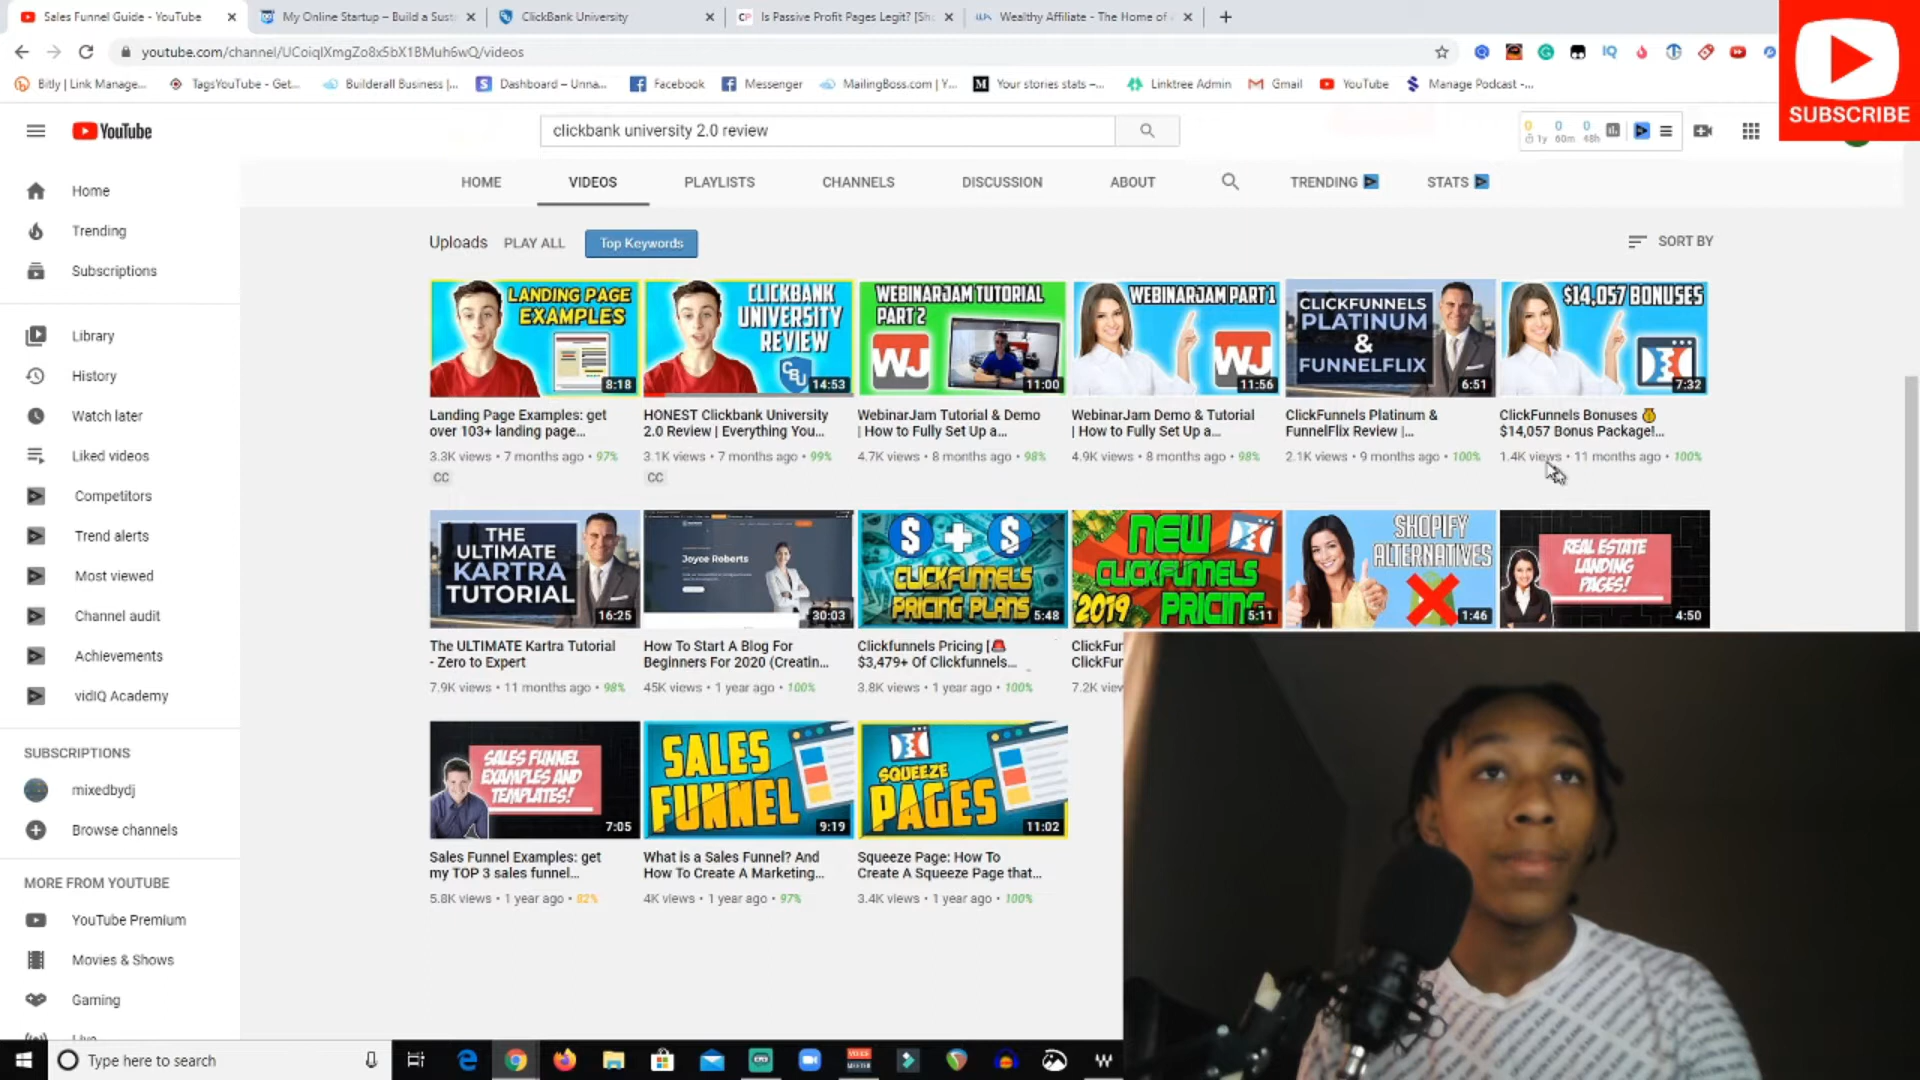 Sales Funnel Guide - YouTube
My Online Startup – Build a Sust
ClickBank University
Is Passive Profit Pages Legit? [Sh
Wealthy Affiliate - The Home of
youtube.com/channel/UCoiqlXmgZo8x5bX1BMuh6wQ/videos
Bitly | Link Manage...
TagsYouTube - Get...
Builderall Business |...
Dashboard – Unna...
Facebook
Messenger
MailingBoss.com | Y...
Your stories stats –...
Linktree Admin
Gmail
YouTube
Manage Podcast -...
SUBSCRIBE
YouTube
clickbank university 2.0 review
0 0 0
1y 60m 48h
HOME
VIDEOS
PLAYLISTS
CHANNELS
DISCUSSION
ABOUT
TRENDING
STATS
Home
Trending
Subscriptions
Library
History
Watch later
Liked videos
Competitors
Trend alerts
Most viewed
Channel audit
Achievements
vidIQ Academy
SUBSCRIPTIONS
mixedbydj
Browse channels
MORE FROM YOUTUBE
YouTube Premium
Movies & Shows
Gaming
Live
Uploads
PLAY ALL
Top Keywords
SORT BY
LANDING PAGE
EXAMPLES
8:18
Landing Page Examples: get
over 103+ landing page...
3.3K views • 7 months ago • 97%
CC
CLICKBANK
UNIVERSITY
REVIEW
CBU
14:53
HONEST Clickbank University
2.0 Review | Everything You...
3.1K views • 7 months ago • 99%
CC
WEBINARJAM TUTORIAL
PART 2
WJ
11:00
WebinarJam Tutorial & Demo
| How to Fully Set Up a...
4.7K views • 8 months ago • 98%
WEBINARJAM PART 1
WJ
11:56
WebinarJam Demo & Tutorial
| How to Fully Set Up a...
4.9K views • 8 months ago • 98%
CLICKFUNNELS
PLATINUM
&
FUNNELFLIX
6:51
ClickFunnels Platinum &
FunnelFlix Review |...
2.1K views • 9 months ago • 100%
$14,057 BONUSES
7:32
ClickFunnels Bonuses
$14,057 Bonus Package!...
1.4K views • 11 months ago • 100%
THE
ULTIMATE
KARTRA
TUTORIAL
16:25
The ULTIMATE Kartra Tutorial
- Zero to Expert
7.9K views • 11 months ago • 98%
Joyce Roberts
30:03
How To Start A Blog For
Beginners For 2020 (Creatin...
45K views • 1 year ago • 100%
$ + $
CLICKFUNNELS
PRICING PLANS
5:48
Clickfunnels Pricing [
$3,479+ Of Clickfunnels...
3.8K views • 1 year ago • 100%
NEW
CLICKFUNNELS
2019 PRICING
5:11
ClickFun
ClickFur
7.2K view
SHOPIFY
ALTERNATIVES
1:46
REAL ESTATE
LANDING
PAGES!
4:50
SALES FUNNEL
EXAMPLES AND
TEMPLATES!
7:05
Sales Funnel Examples: get
my TOP 3 sales funnel...
5.8K views • 1 year ago • 82%
SALES
FUNNEL
9:19
What is a Sales Funnel? And
How To Create A Marketing...
4K views • 1 year ago • 97%
SQUEEZE
PAGES
11:02
Squeeze Page: How To
Create A Squeeze Page that...
3.4K views • 1 year ago • 100%
Type here to search